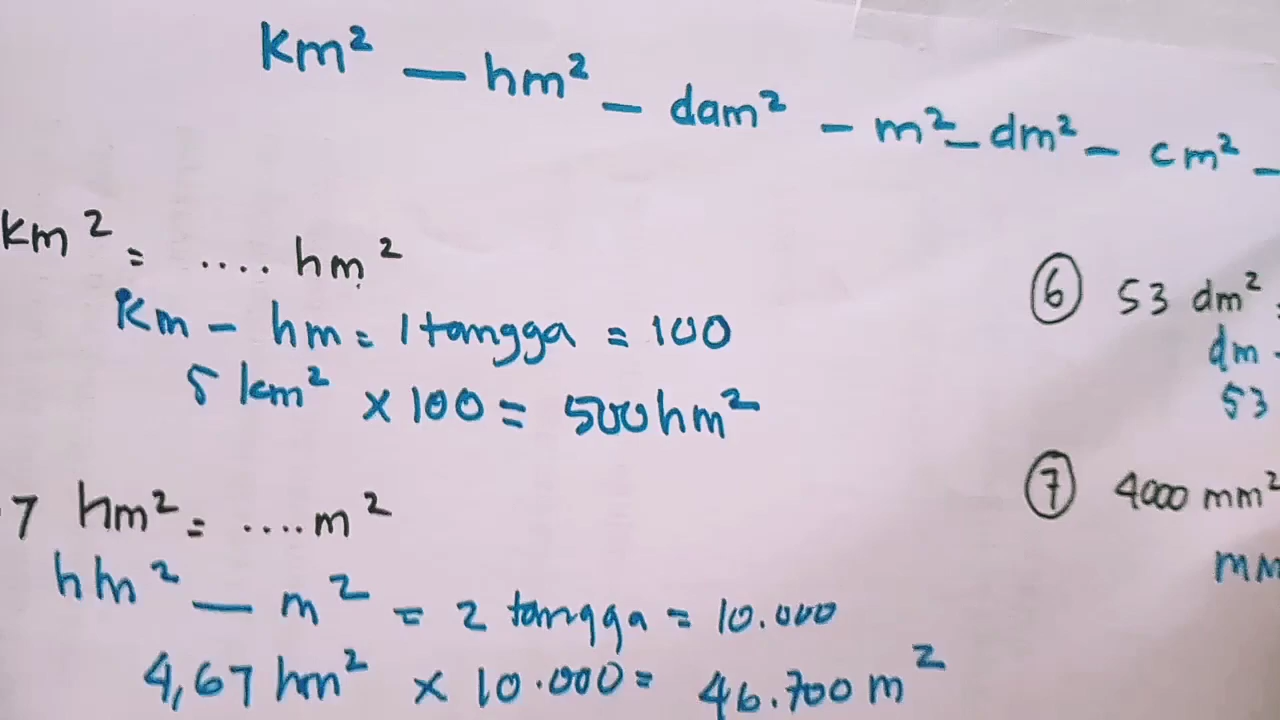 km² — hm² — dam² — m² — dm² — cm² —
km² = .... hm²
km — hm = 1 tangga = 100
5 km² × 100 = 500 hm²
7 hm² = .... m²
hm² — m² = 2 tangga = 10.000
4,67 hm² × 10.000 = 46.700 m²
6 53 dm²
dm
53
7 4000 mm²